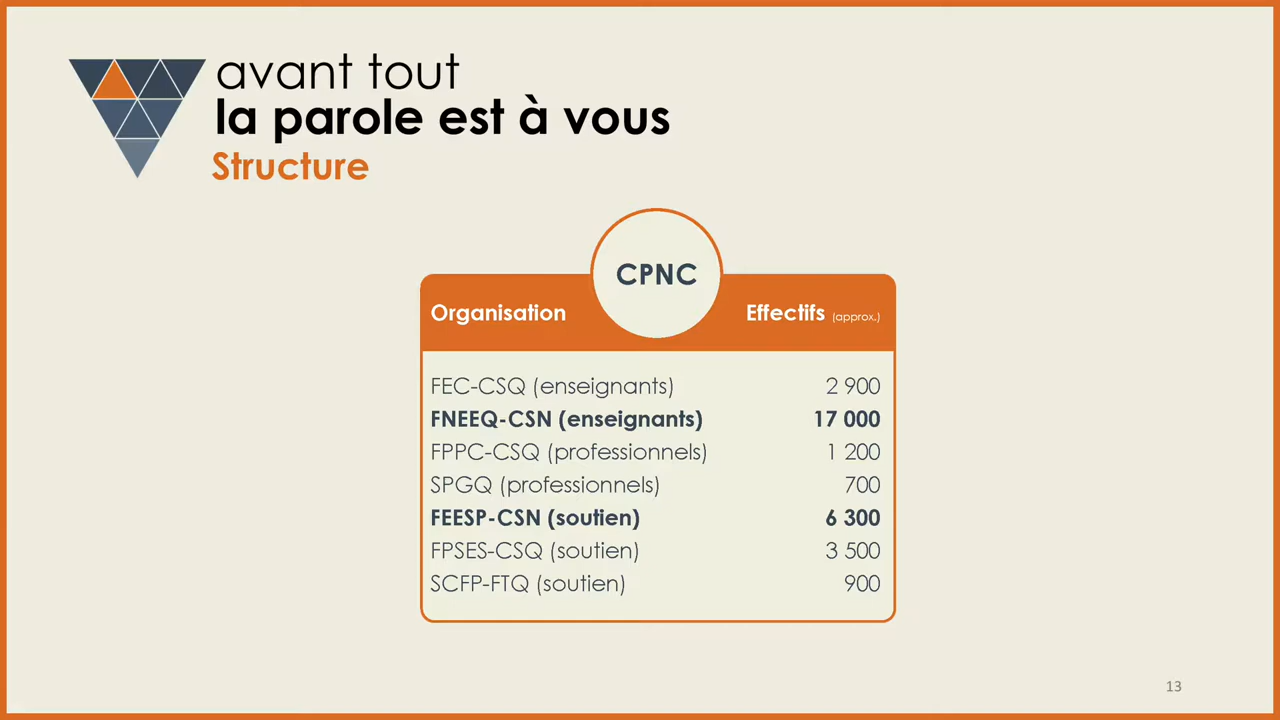 avant tout
la parole est à vous
Structure
CPNC
Organisation Effectifs (approx.)
FEC-CSQ (enseignants) 2 900
FNEEQ-CSN (enseignants) 17 000
FPPC-CSQ (professionnels) 1 200
SPGQ (professionnels) 700
FEESP-CSN (soutien) 6 300
FPSES-CSQ (soutien) 3 500
SCFP-FTQ (soutien) 900
13